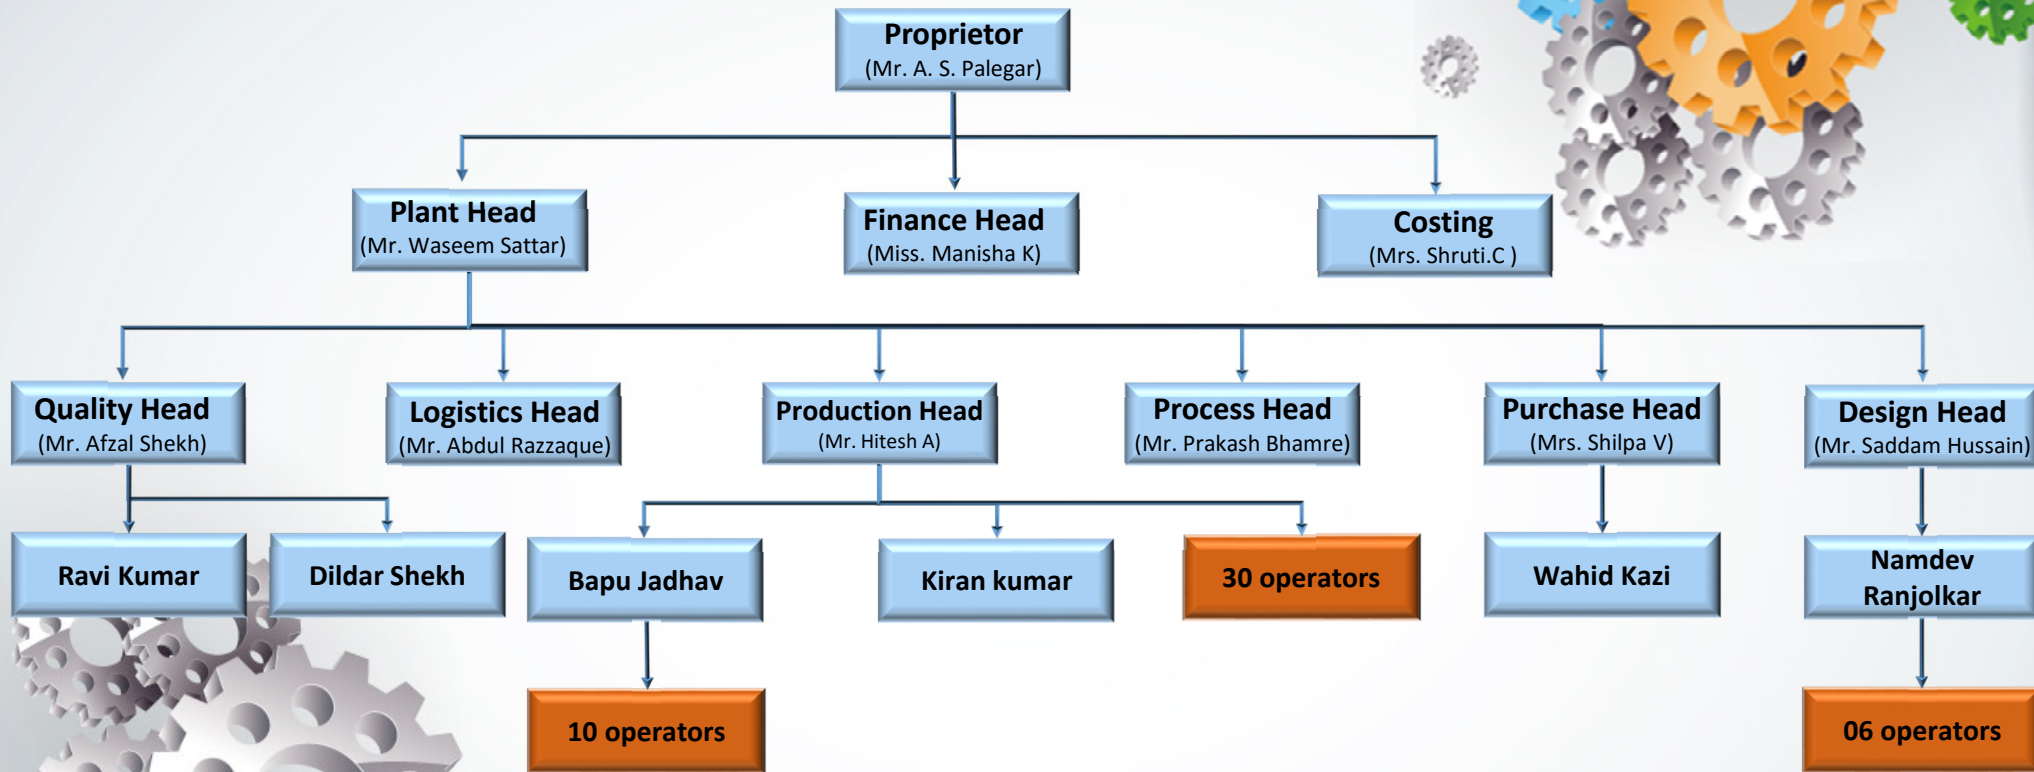 Proprietor
(Mr. A. S. Palegar)
Plant Head
(Mr. Waseem Sattar)
Finance Head
(Miss. Manisha K)
Costing
(Mrs. Shruti.C )
Quality Head
(Mr. Afzal Shekh)
Logistics Head
(Mr. Abdul Razzaque)
Production Head
(Mr. Hitesh A)
Process Head
(Mr. Prakash Bhamre)
Purchase Head
(Mrs. Shilpa V)
Design Head
(Mr. Saddam Hussain)
Ravi Kumar
Dildar Shekh
Bapu Jadhav
Kiran kumar
30 operators
Wahid Kazi
Namdev
Ranjolkar
10 operators
06 operators